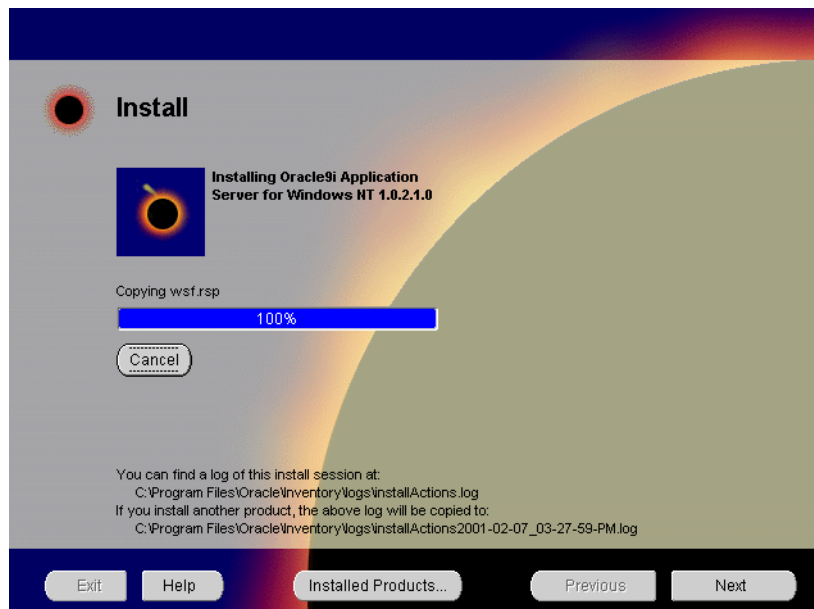 Install
Installing Oracle9i Application
Server for Windows NT 1.0.2.1.0
Copying wsf.rsp
100%
Cancel
You can find a log of this install session at:
C:\Program Files\Oracle\Inventory\logs\installActions.log
If you install another product, the above log will be copied to:
C:\Program Files\Oracle\Inventory\logs\installActions2001-02-07_03-27-59-PM.log
Exit
Help
Installed Products...
Previous
Next